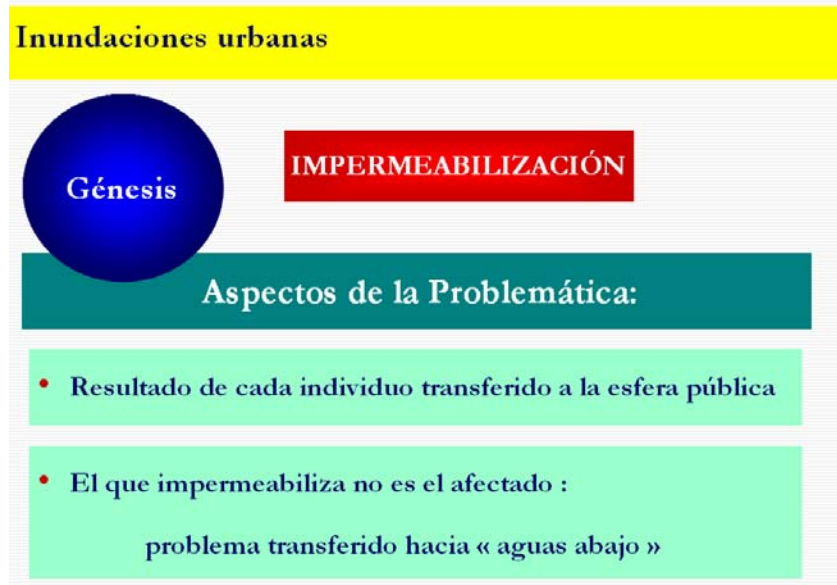 Inundaciones urbanas
Génesis
IMPERMEABILIZACIÓN
Aspectos de la Problemática:
• Resultado de cada individuo transferido a la esfera pública
• El que impermeabiliza no es el afectado :
problema transferido hacia « aguas abajo »